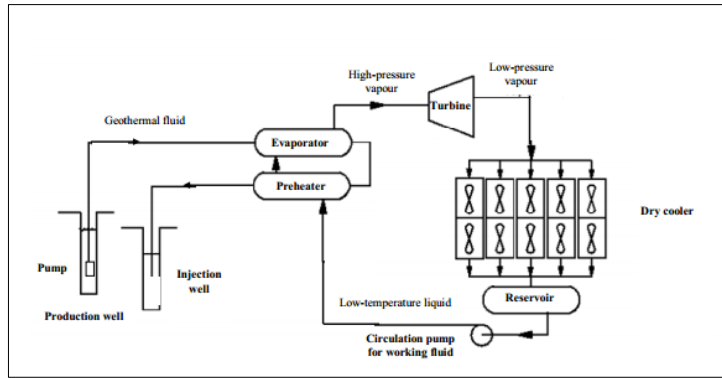 High-pressure
vapour
Low-pressure
vapour
Turbine
Geothermal fluid
Evaporator
Preheater
Dry cooler
Pump
Injection
well
Production well
Low-temperature liquid
Reservoir
Circulation pump
for working fluid